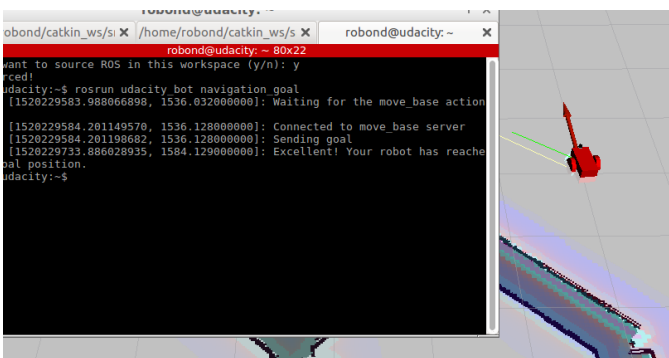 robond@udacity: ~
obond/catkin_ws/s
/home/robond/catkin_ws/s
robond@udacity: ~
robond@udacity: ~ 80x22
want to source ROS in this workspace (y/n): y
rced!
udacity:~$ rosrun udacity_bot navigation_goal
[1520229583.988066898, 1536.032000000]: Waiting for the move_base action
[1520229584.201149570, 1536.128000000]: Connected to move_base server
[1520229584.201198682, 1536.128000000]: Sending goal
[1520229733.886028935, 1584.129000000]: Excellent! Your robot has reache
oal position.
udacity:~$